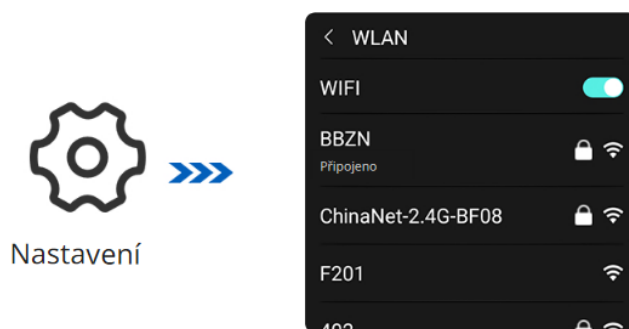 WLAN
WIFI
BBZN
Připojeno
ChinaNet-2.4G-BF08
F201
Nastavení